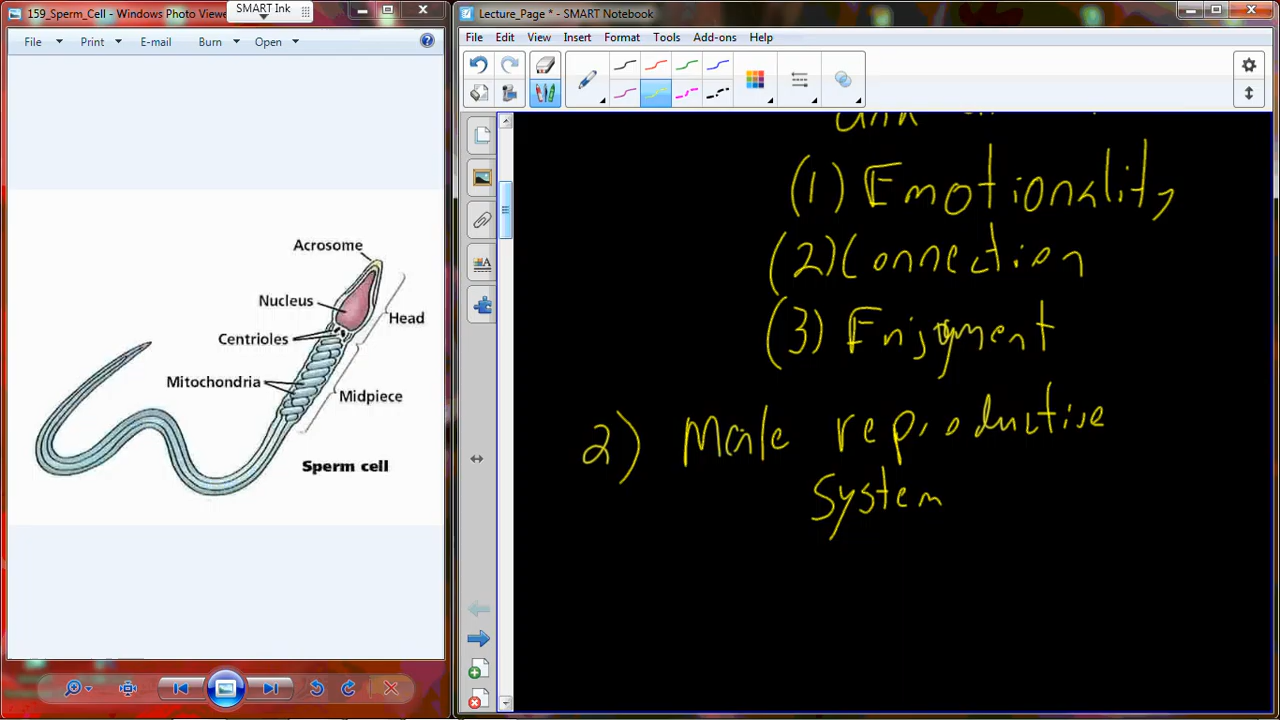 159_Sperm_Cell - Windows Photo Viewe
SMART Ink
File Print E-mail Burn Open
Acrosome
Nucleus
Head
Centrioles
Mitochondria
Midpiece
Sperm cell
Lecture_Page * - SMART Notebook
File Edit View Insert Format Tools Add-ons Help
(1) Emotionality
(2) Connection
(3) Enjoyment
2) Male reproductive
system